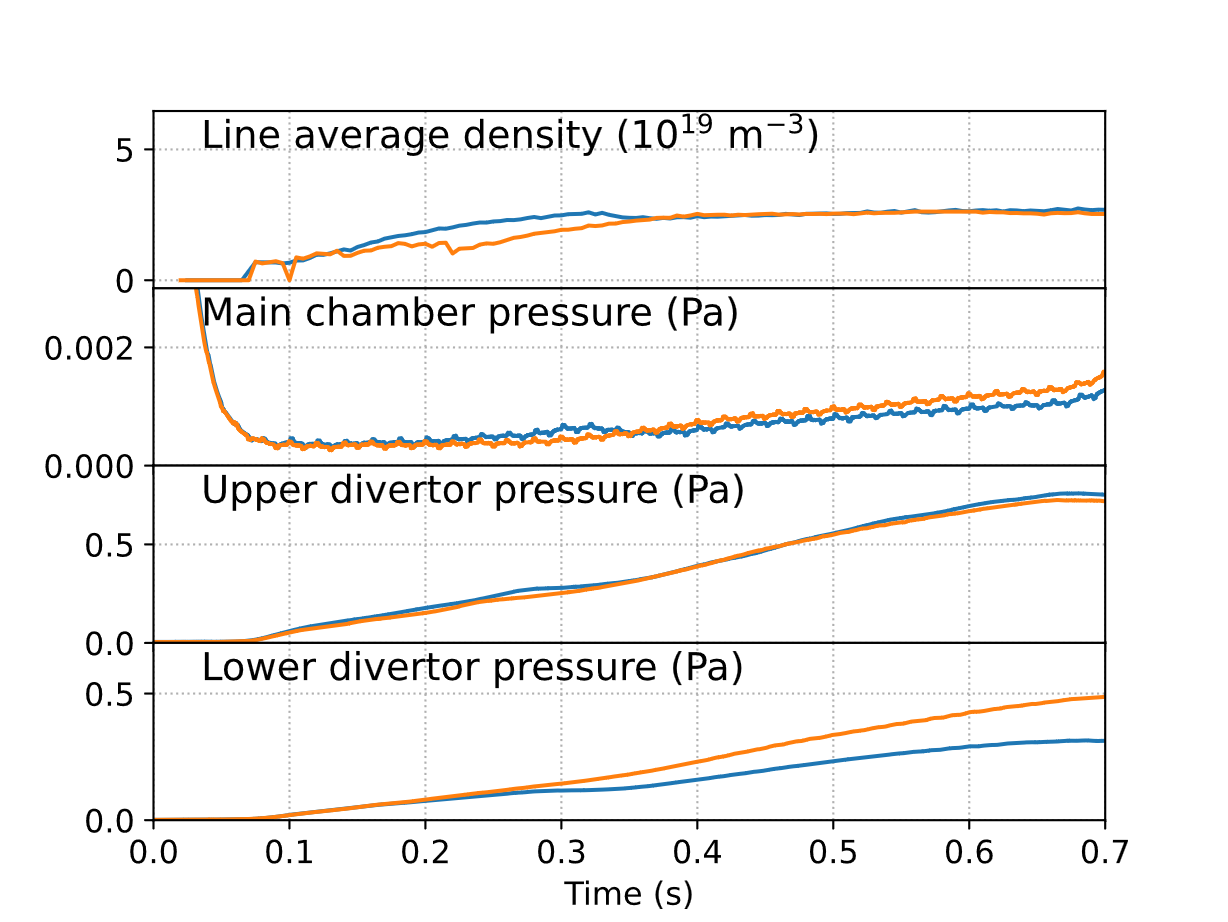 Line average density (10¹⁹ m⁻³)
5
0
Main chamber pressure (Pa)
0.002
0.000
Upper divertor pressure (Pa)
0.5
0.0
Lower divertor pressure (Pa)
0.5
0.0
0.0 0.1 0.2 0.3 0.4 0.5 0.6 0.7
Time (s)